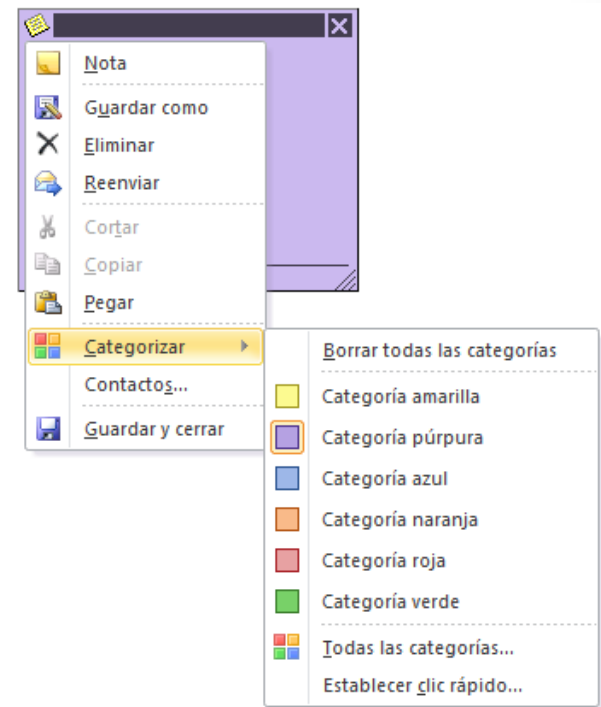 Nota
Guardar como
Eliminar
Reenviar
Cortar
Copiar
Pegar
Categorizar
Contactos...
Guardar y cerrar
Borrar todas las categorías
Categoría amarilla
Categoría púrpura
Categoría azul
Categoría naranja
Categoría roja
Categoría verde
Todas las categorías...
Establecer clic rápido...